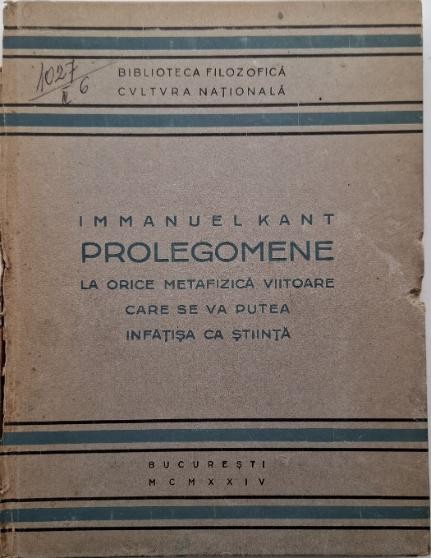 1027
6
BIBLIOTECA FILOZOFICĂ
CVLTVRA NAȚIONALĂ
IMMANUEL KANT
PROLEGOMENE
LA ORICE METAFIZICĂ VIITOARE
CARE SE VA PUTEA
INFĂȚIȘA CA ȘTIINȚĂ
BUCUREȘTI
MCMXXIV